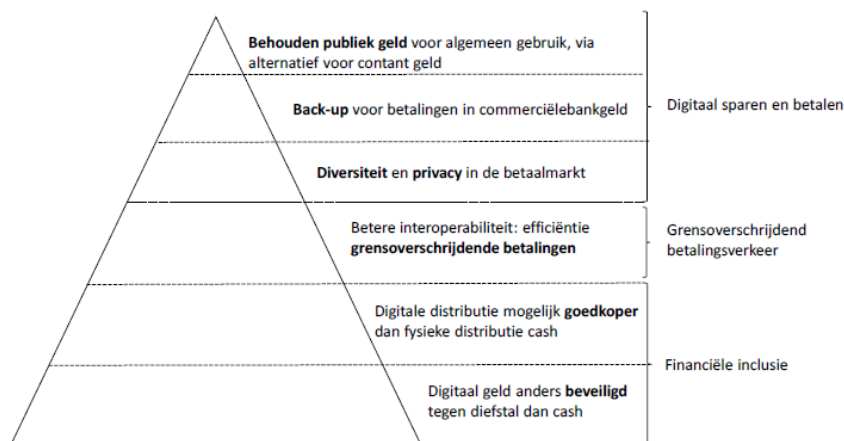 Behouden publiek geld voor algemeen gebruik, via
alternatief voor contant geld
Back-up voor betalingen in commerciëlebankgeld
Digitaal sparen en betalen
Diversiteit en privacy in de betaalmarkt
Betere interoperabiliteit: efficiëntie
grensoverschrijdende betalingen
Grensoverschrijdend
betalingsverkeer
Digitale distributie mogelijk goedkoper
dan fysieke distributie cash
Financiële inclusie
Digitaal geld anders beveiligd
tegen diefstal dan cash